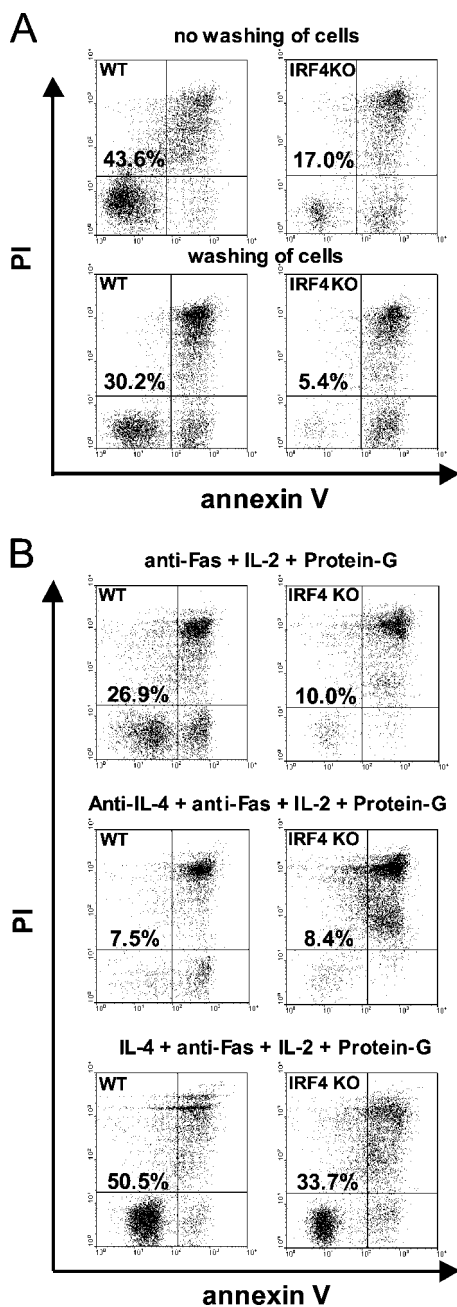 A
no washing of cells
WT
IRF4KO
43.6%
17.0%
washing of cells
WT
IRF4KO
30.2%
5.4%
PI
annexin V
B
anti-Fas + IL-2 + Protein-G
WT
IRF4 KO
26.9%
10.0%
Anti-IL-4 + anti-Fas + IL-2 + Protein-G
WT
IRF4 KO
7.5%
8.4%
IL-4 + anti-Fas + IL-2 + Protein-G
WT
IRF4 KO
50.5%
33.7%
PI
annexin V